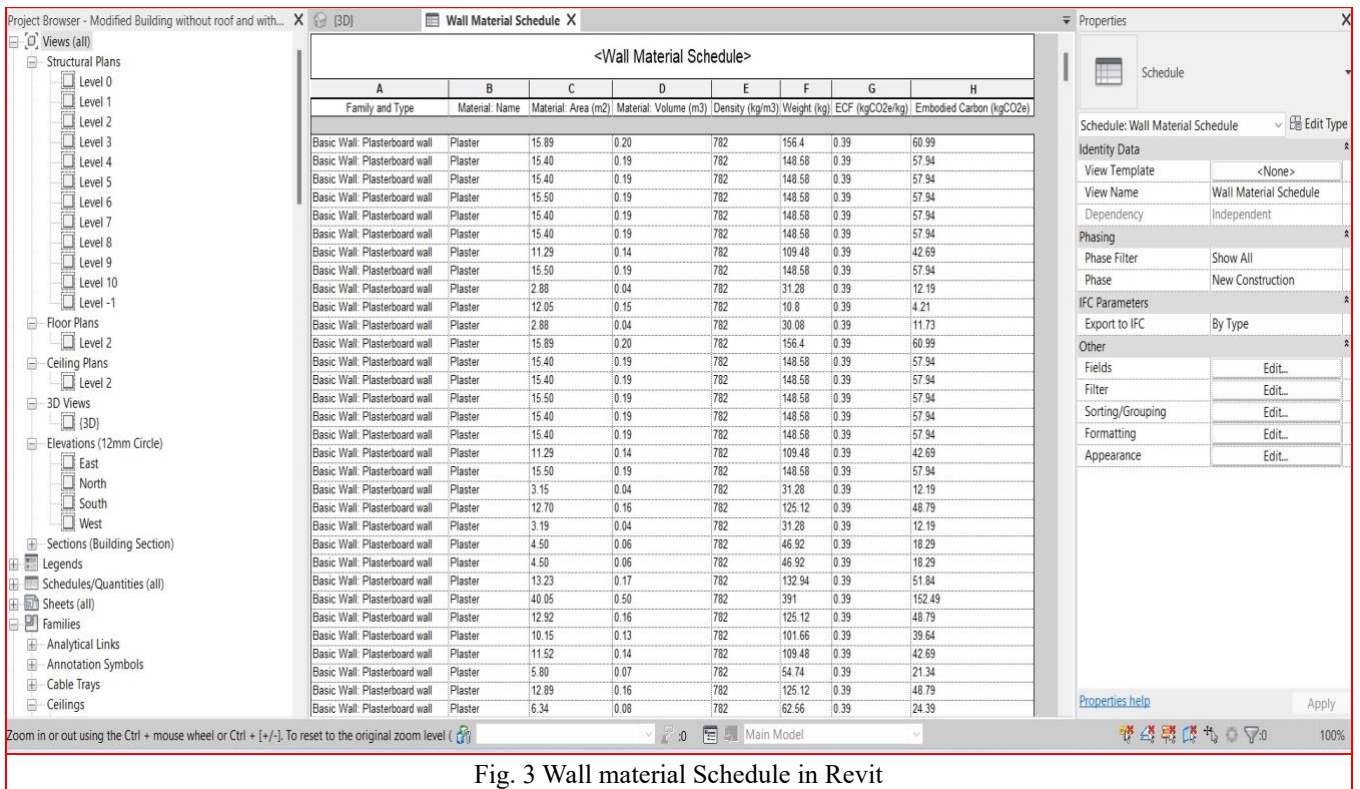 Project Browser - Modified Building without roof and with... X
{3D}
Wall Material Schedule X
Properties X
Views (all)
Structural Plans
Level 0
Level 1
Level 2
Level 3
Level 4
Level 5
Level 6
Level 7
Level 8
Level 9
Level 10
Level -1
Floor Plans
Level 2
Ceiling Plans
Level 2
3D Views
{3D}
Elevations (12mm Circle)
East
North
South
West
Sections (Building Section)
Legends
Schedules/Quantities (all)
Sheets (all)
Families
Analytical Links
Annotation Symbols
Cable Trays
Ceilings
<Wall Material Schedule>
A B C D E F G H
Family and Type Material: Name Material: Area (m2) Material: Volume (m3) Density (kg/m3) Weight (kg) ECF (kgCO2e/kg) Embodied Carbon (kgCO2e)
Basic Wall: Plasterboard wall Plaster 15.89 0.20 782 156.4 0.39 60.99
Basic Wall: Plasterboard wall Plaster 15.40 0.19 782 148.58 0.39 57.94
Basic Wall: Plasterboard wall Plaster 15.40 0.19 782 148.58 0.39 57.94
Basic Wall: Plasterboard wall Plaster 15.50 0.19 782 148.58 0.39 57.94
Basic Wall: Plasterboard wall Plaster 15.40 0.19 782 148.58 0.39 57.94
Basic Wall: Plasterboard wall Plaster 15.40 0.19 782 148.58 0.39 57.94
Basic Wall: Plasterboard wall Plaster 11.29 0.14 782 109.48 0.39 42.69
Basic Wall: Plasterboard wall Plaster 15.50 0.19 782 148.58 0.39 57.94
Basic Wall: Plasterboard wall Plaster 2.88 0.04 782 31.28 0.39 12.19
Basic Wall: Plasterboard wall Plaster 12.05 0.15 782 10.8 0.39 4.21
Basic Wall: Plasterboard wall Plaster 2.88 0.04 782 30.08 0.39 11.73
Basic Wall: Plasterboard wall Plaster 15.89 0.20 782 156.4 0.39 60.99
Basic Wall: Plasterboard wall Plaster 15.40 0.19 782 148.58 0.39 57.94
Basic Wall: Plasterboard wall Plaster 15.40 0.19 782 148.58 0.39 57.94
Basic Wall: Plasterboard wall Plaster 15.50 0.19 782 148.58 0.39 57.94
Basic Wall: Plasterboard wall Plaster 15.40 0.19 782 148.58 0.39 57.94
Basic Wall: Plasterboard wall Plaster 15.40 0.19 782 148.58 0.39 57.94
Basic Wall: Plasterboard wall Plaster 11.29 0.14 782 109.48 0.39 42.69
Basic Wall: Plasterboard wall Plaster 15.50 0.19 782 148.58 0.39 57.94
Basic Wall: Plasterboard wall Plaster 3.15 0.04 782 31.28 0.39 12.19
Basic Wall: Plasterboard wall Plaster 12.70 0.16 782 125.12 0.39 48.79
Basic Wall: Plasterboard wall Plaster 3.19 0.04 782 31.28 0.39 12.19
Basic Wall: Plasterboard wall Plaster 4.50 0.06 782 46.92 0.39 18.29
Basic Wall: Plasterboard wall Plaster 4.50 0.06 782 46.92 0.39 18.29
Basic Wall: Plasterboard wall Plaster 13.23 0.17 782 132.94 0.39 51.84
Basic Wall: Plasterboard wall Plaster 40.05 0.50 782 391 0.39 152.49
Basic Wall: Plasterboard wall Plaster 12.92 0.16 782 125.12 0.39 48.79
Basic Wall: Plasterboard wall Plaster 10.15 0.13 782 101.66 0.39 39.64
Basic Wall: Plasterboard wall Plaster 11.52 0.14 782 109.48 0.39 42.69
Basic Wall: Plasterboard wall Plaster 5.80 0.07 782 54.74 0.39 21.34
Basic Wall: Plasterboard wall Plaster 12.89 0.16 782 125.12 0.39 48.79
Basic Wall: Plasterboard wall Plaster 6.34 0.08 782 62.56 0.39 24.39
Schedule
Schedule: Wall Material Schedule Edit Type
Identity Data
View Template <None>
View Name Wall Material Schedule
Dependency Independent
Phasing
Phase Filter Show All
Phase New Construction
IFC Parameters
Export to IFC By Type
Other
Fields Edit...
Filter Edit...
Sorting/Grouping Edit...
Formatting Edit...
Appearance Edit...
Properties help Apply
Zoom in or out using the Ctrl + mouse wheel or Ctrl + [+/-]. To reset to the original zoom level ( :0 Main Model :0 100%
Fig. 3 Wall material Schedule in Revit